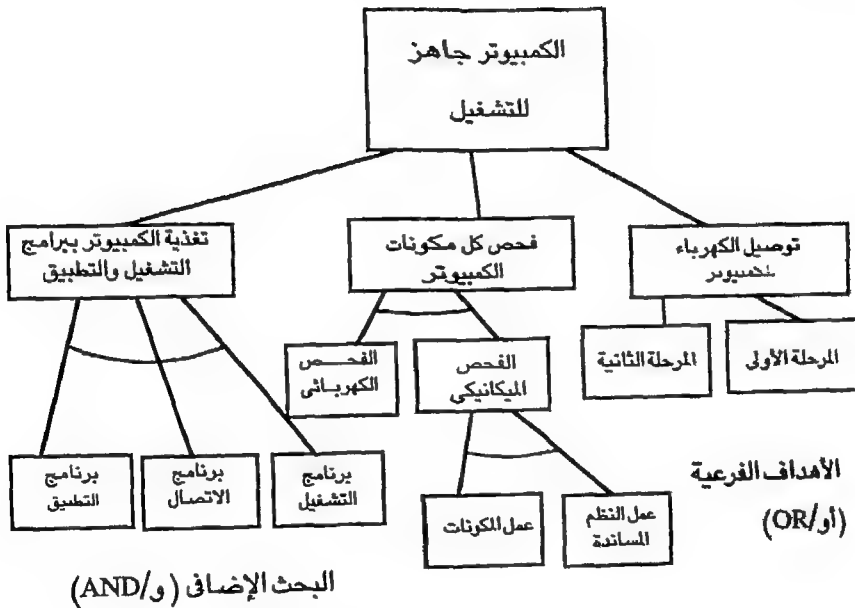 الكمبيوتر جاهز
للتشغيل
توصيل الكهرباء
فحص كل مكونات
الكمبيوتر
تغذية الكمبيوتر ببرامج
التشغيل والتطبيق
المرحلة الأولى
المرحلة الثانية
الفحص
الميكانيكي
الفحـــص
الكهربـائى
عمل النظم
المساندة
عمل المكونات
برنامج
التشغيل
برنامج
الاتصال
برنامج
التطبيق
الأهداف الفرعية
(أو/OR)
البحث الإضافى (و/AND)